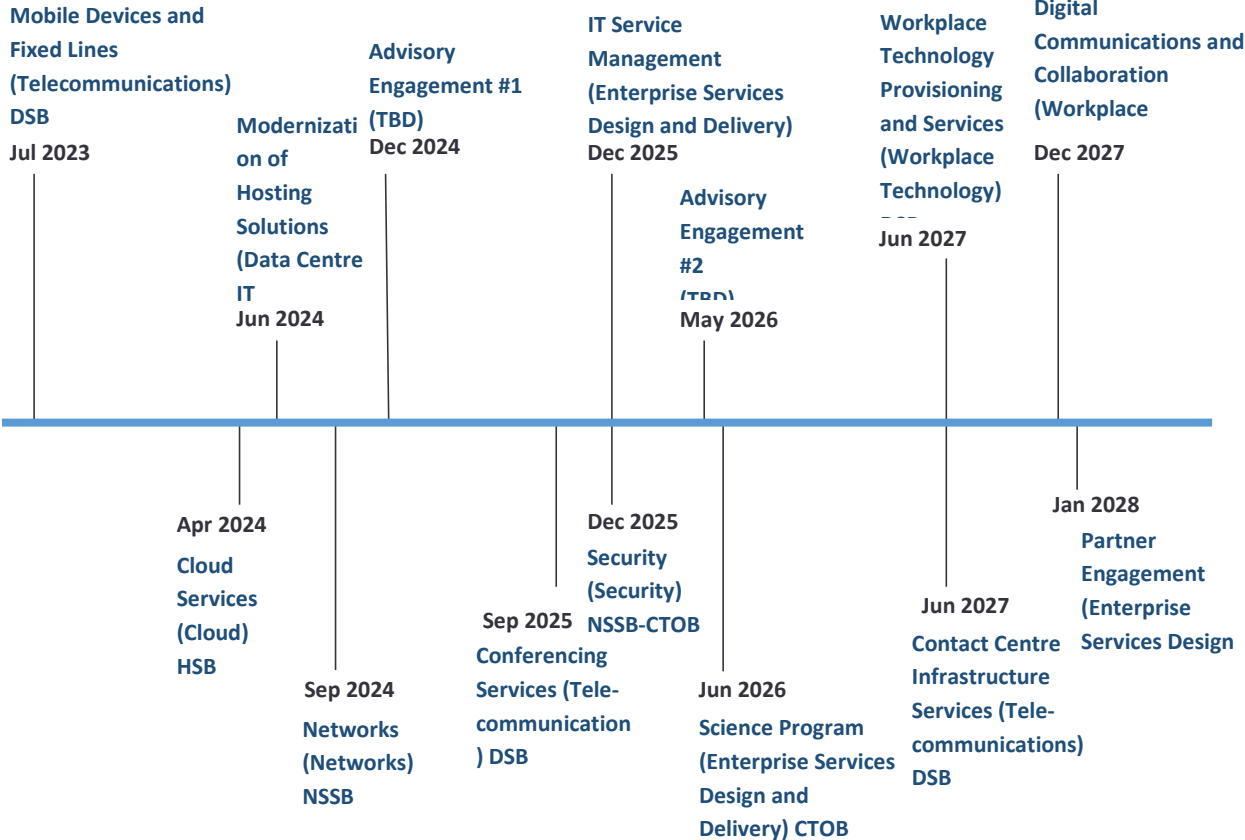 Mobile Devices and
Fixed Lines
(Telecommunications)
DSB
Jul 2023
Modernizati
on of
Hosting
Solutions
(Data Centre
IT
Jun 2024
Advisory
Engagement #1
(TBD)
Dec 2024
IT Service
Management
(Enterprise Services
Design and Delivery)
Dec 2025
Advisory
Engagement
#2
(TBD)
May 2026
Workplace
Technology
Provisioning
and Services
(Workplace
Technology)
Jun 2027
Digital
Communications and
Collaboration
(Workplace
Dec 2027
Apr 2024
Cloud
Services
(Cloud)
HSB
Sep 2024
Networks
(Networks)
NSSB
Sep 2025
Conferencing
Services (Tele-
communication
) DSB
Dec 2025
Security
(Security)
NSSB-CTOB
Jun 2026
Science Program
(Enterprise Services
Design and
Delivery) CTOB
Jun 2027
Contact Centre
Infrastructure
Services (Tele-
communications)
DSB
Jan 2028
Partner
Engagement
(Enterprise
Services Design